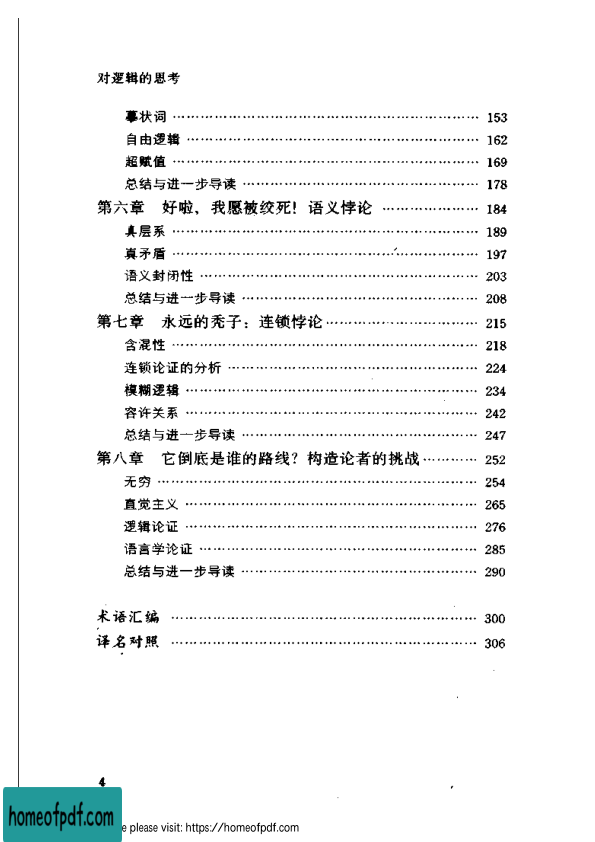 对逻辑的思考
摹状词 …… 153
自由逻辑 …… 162
超赋值 …… 169
总结与进一步导读 …… 178
第六章 好啦，我愿被绞死！语义悖论 …… 184
真层系 …… 189
真矛盾 …… 197
语义封闭性 …… 203
总结与进一步导读 …… 208
第七章 永远的秃子：连锁悖论 …… 215
含混性 …… 218
连锁论证的分析 …… 224
模糊逻辑 …… 234
容许关系 …… 242
总结与进一步导读 …… 247
第八章 它倒底是谁的路线？构造论者的挑战 …… 252
无穷 …… 254
直觉主义 …… 265
逻辑论证 …… 276
语言学论证 …… 285
总结与进一步导读 …… 290
术语汇编 …… 300
译名对照 …… 306
4
homeofpdf.com
e please visit: https://homeofpdf.com